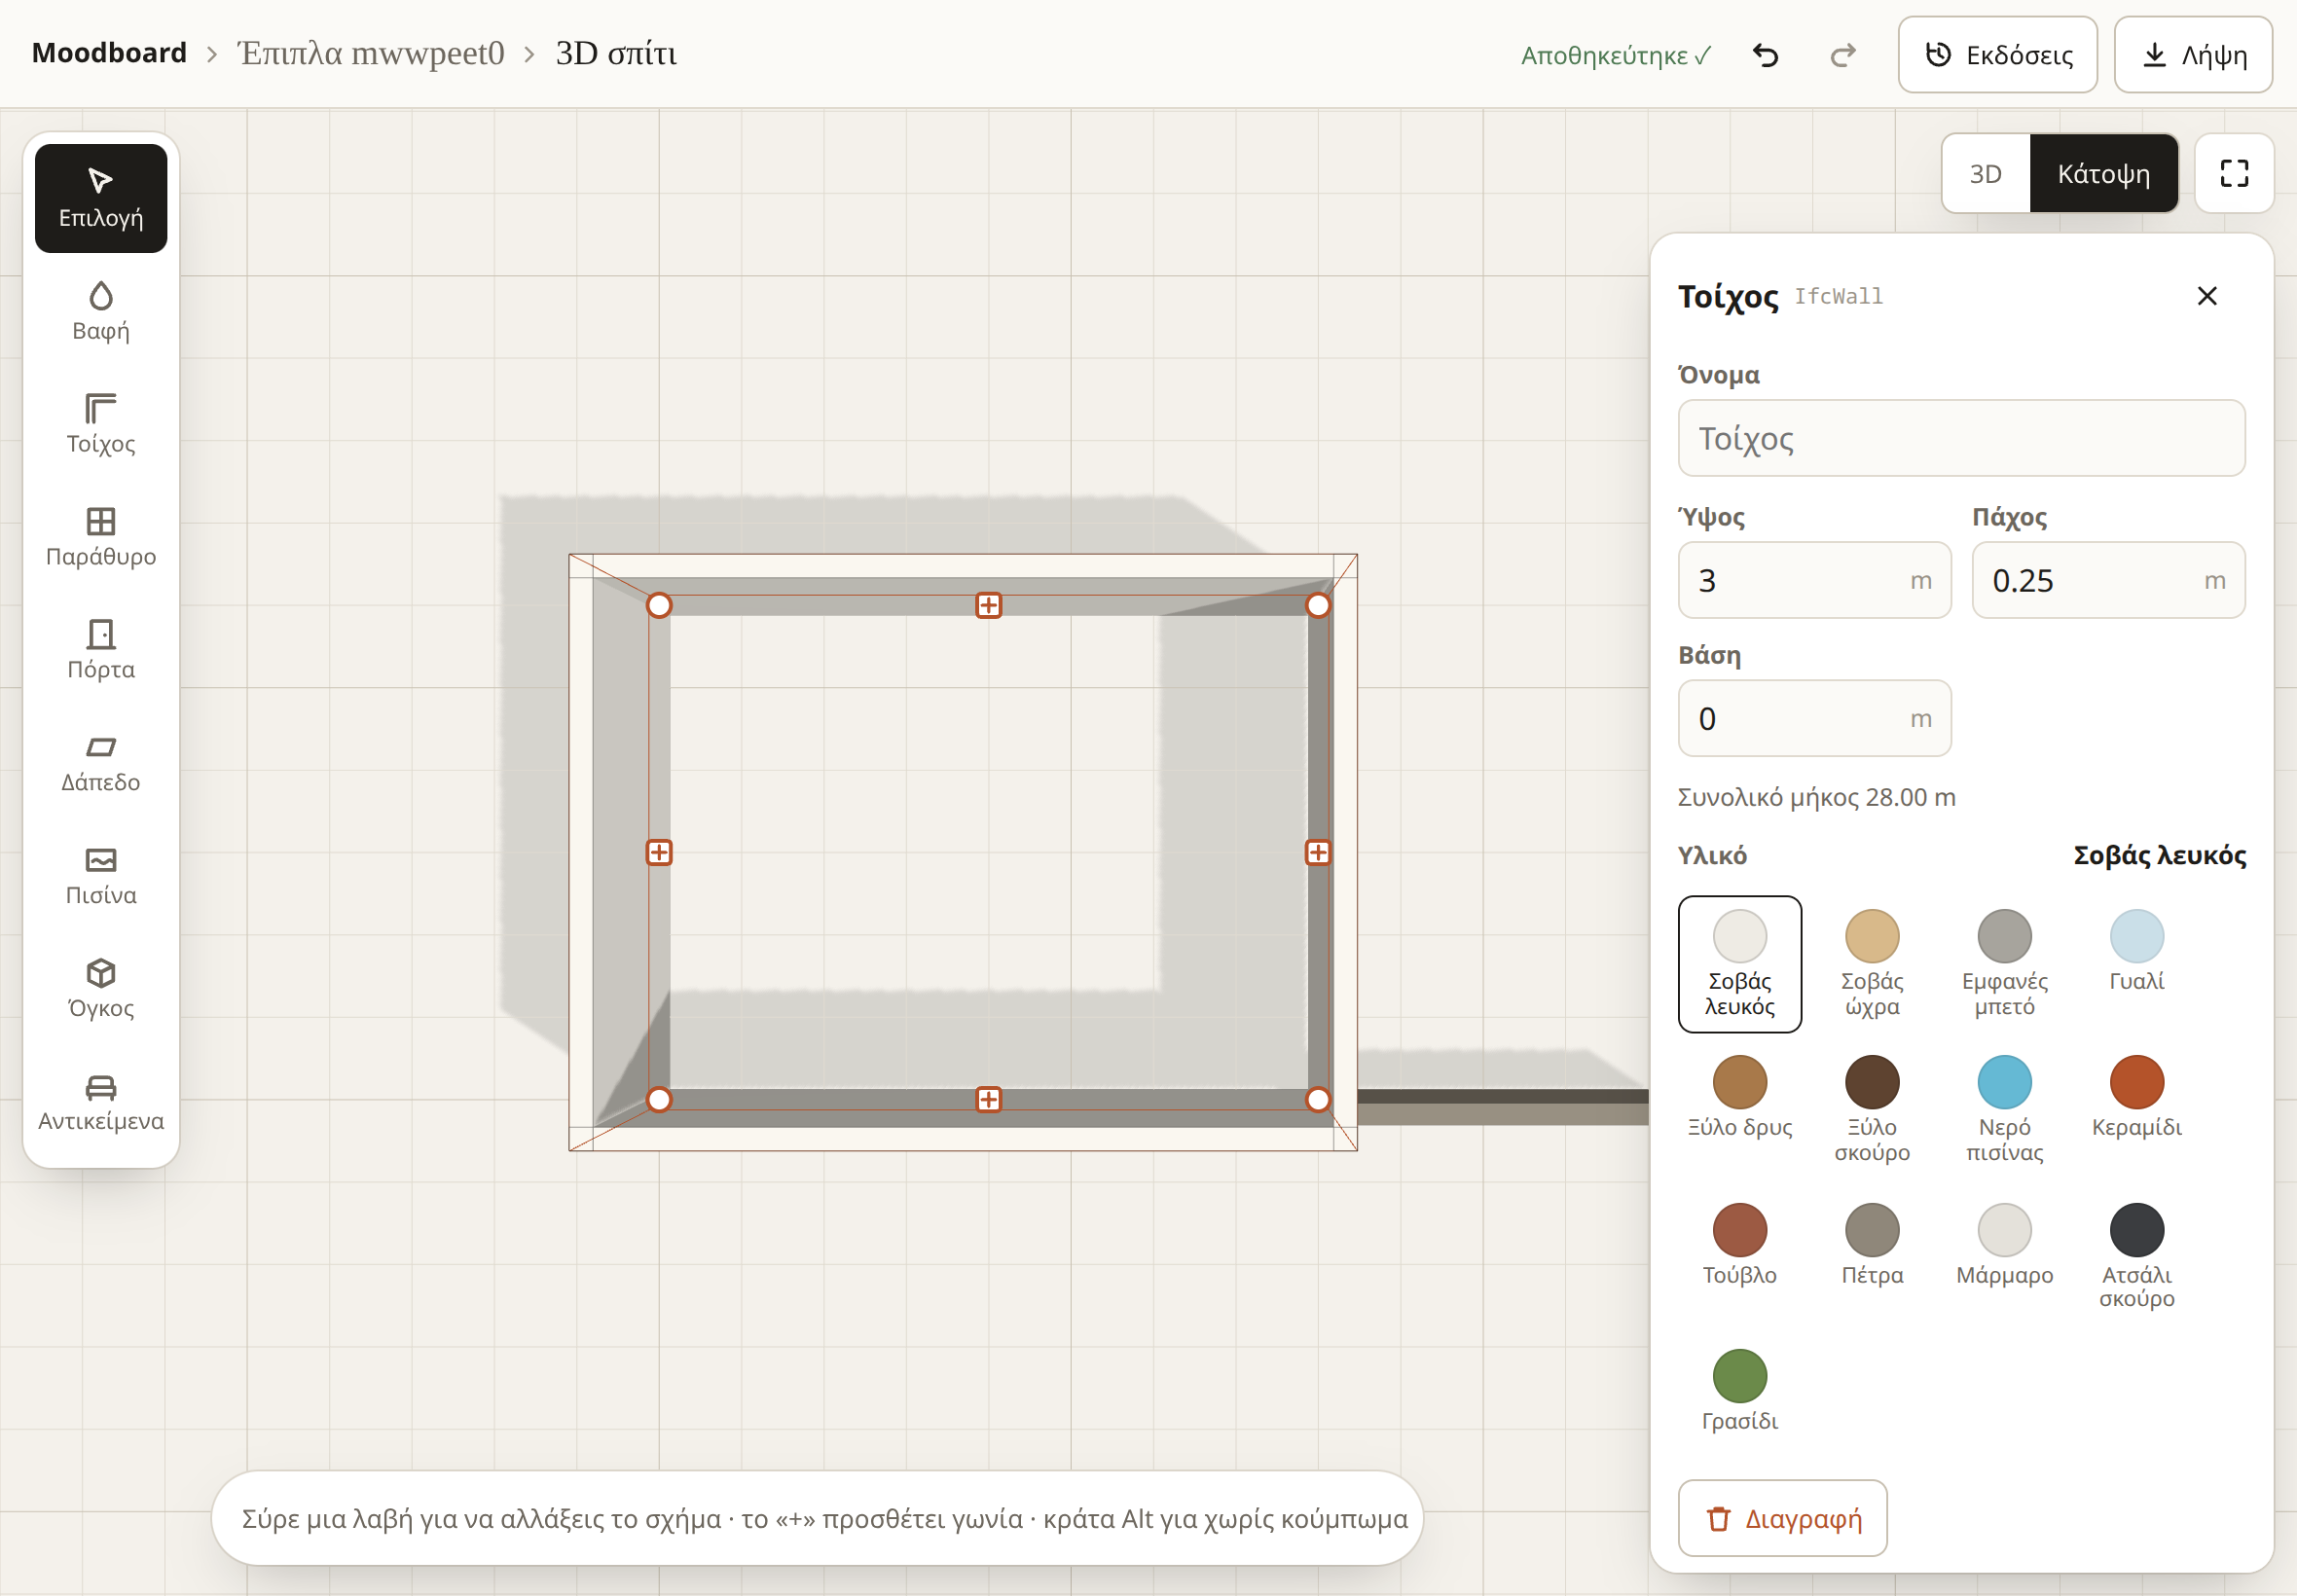 Moodboard > Έπιπλα mwwpeet0 > 3D σπίτι
Αποθηκεύτηκε ✓
Εκδόσεις
Λήψη
Επιλογή
Βαφή
Τοίχος
Παράθυρο
Πόρτα
Δάπεδο
Πισίνα
Όγκος
Αντικείμενα
3D
Κάτοψη
Τοίχος IfcWall
Όνομα
Τοίχος
Ύψος
Πάχος
3 m
0.25 m
Βάση
0 m
Συνολικό μήκος 28.00 m
Υλικό
Σοβάς λευκός
Σοβάς
λευκός
Σοβάς
ώχρα
Εμφανές
μπετό
Γυαλί
Ξύλο δρυς
Ξύλο
σκούρο
Νερό
πισίνας
Κεραμίδι
Τούβλο
Πέτρα
Μάρμαρο
Ατσάλι
σκούρο
Γρασίδι
Διαγραφή
Σύρε μια λαβή για να αλλάξεις το σχήμα · το «+» προσθέτει γωνία · κράτα Alt για χωρίς κούμπωμα